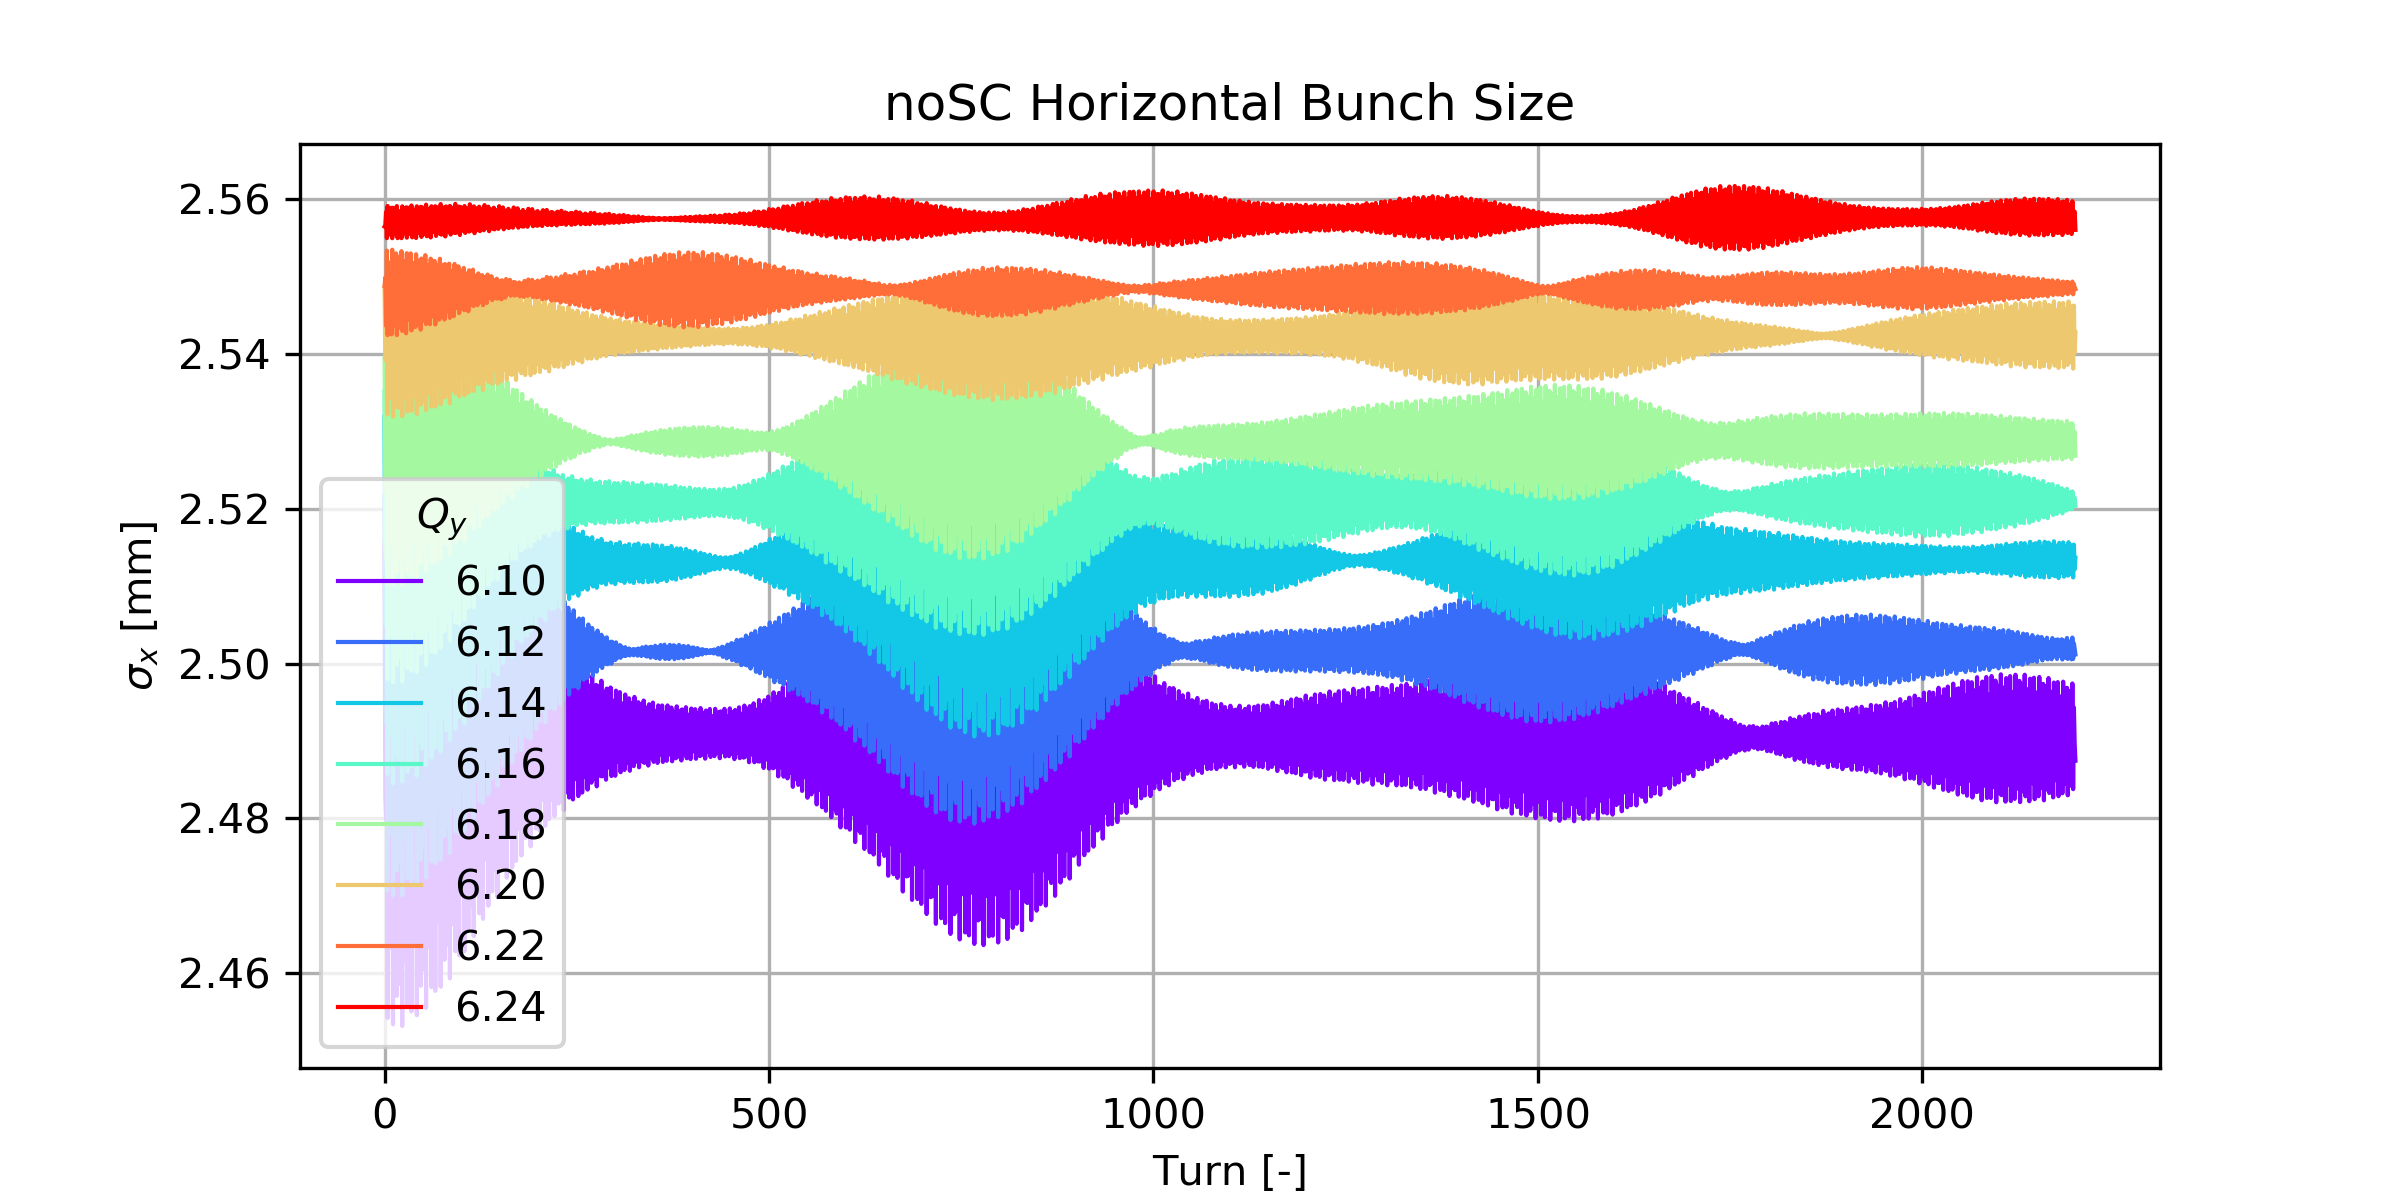 noSC Horizontal Bunch Size
σx [mm]
2.56
2.54
2.52
2.50
2.48
2.46
Qy
6.10
6.12
6.14
6.16
6.18
6.20
6.22
6.24
0 500 1000 1500 2000
Turn [-]